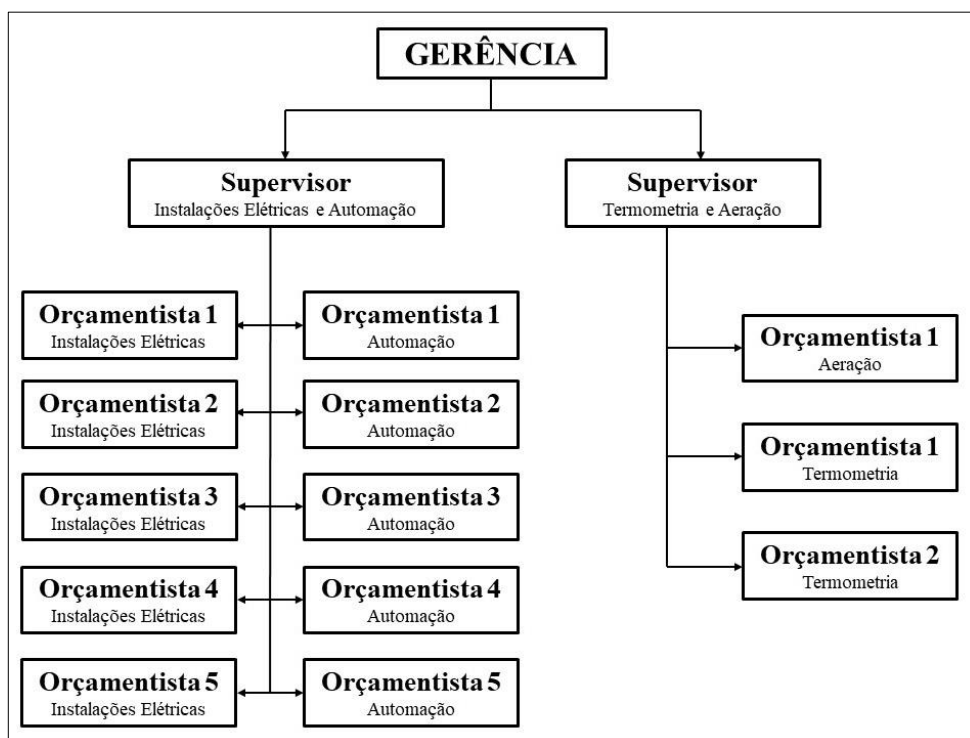 GERÊNCIA
Supervisor
Instalações Elétricas e Automação
Supervisor
Termometria e Aeração
Orçamentista 1
Instalações Elétricas
Orçamentista 1
Automação
Orçamentista 2
Instalações Elétricas
Orçamentista 2
Automação
Orçamentista 3
Instalações Elétricas
Orçamentista 3
Automação
Orçamentista 4
Instalações Elétricas
Orçamentista 4
Automação
Orçamentista 5
Instalações Elétricas
Orçamentista 5
Automação
Orçamentista 1
Aeração
Orçamentista 1
Termometria
Orçamentista 2
Termometria